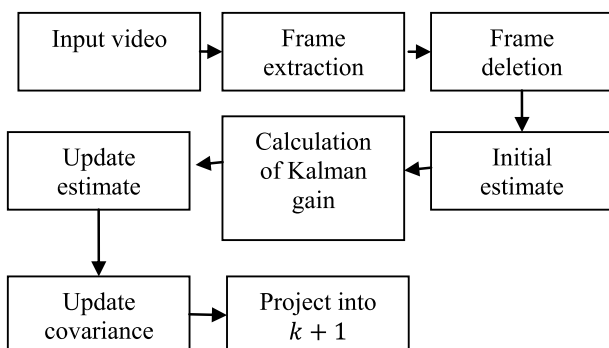 Input video
Frame
extraction
Frame
deletion
Initial
estimate
Calculation
of Kalman
gain
Update
estimate
Update
covariance
Project into
𝑘 + 1